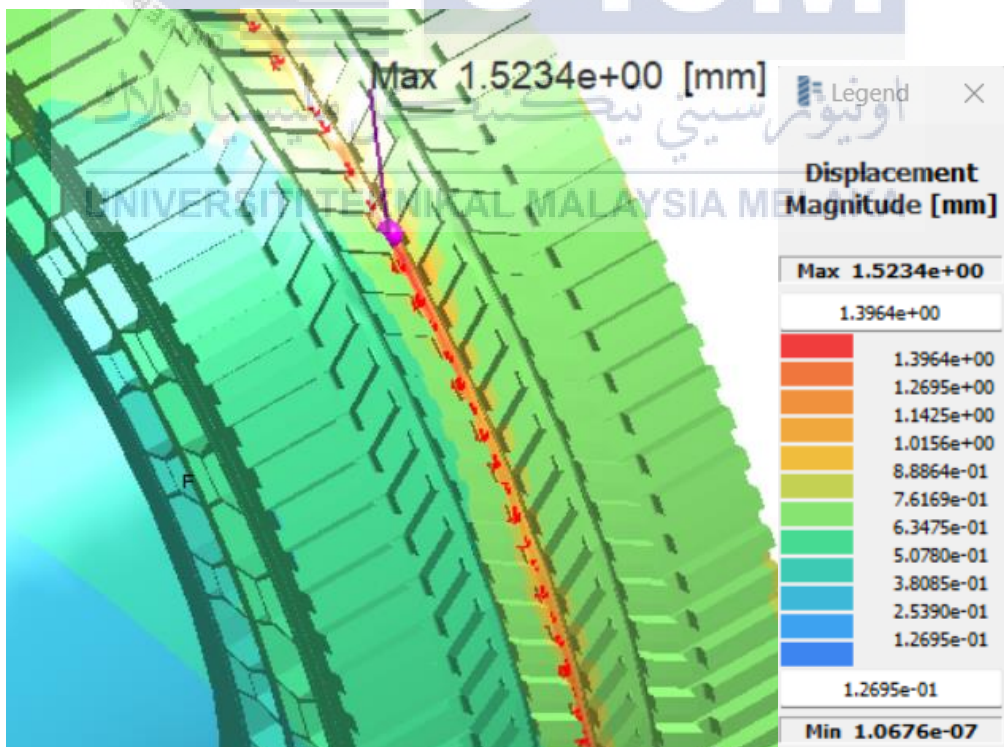 Max 1.5234e+00 [mm]
UNIVERSITI TEKNIKAL MALAYSIA MELAKA
F
Legend
Displacement
Magnitude [mm]
Max 1.5234e+00
1.3964e+00
1.3964e+00
1.2695e+00
1.1425e+00
1.0156e+00
8.8864e-01
7.6169e-01
6.3475e-01
5.0780e-01
3.8085e-01
2.5390e-01
1.2695e-01
1.2695e-01
Min 1.0676e-07